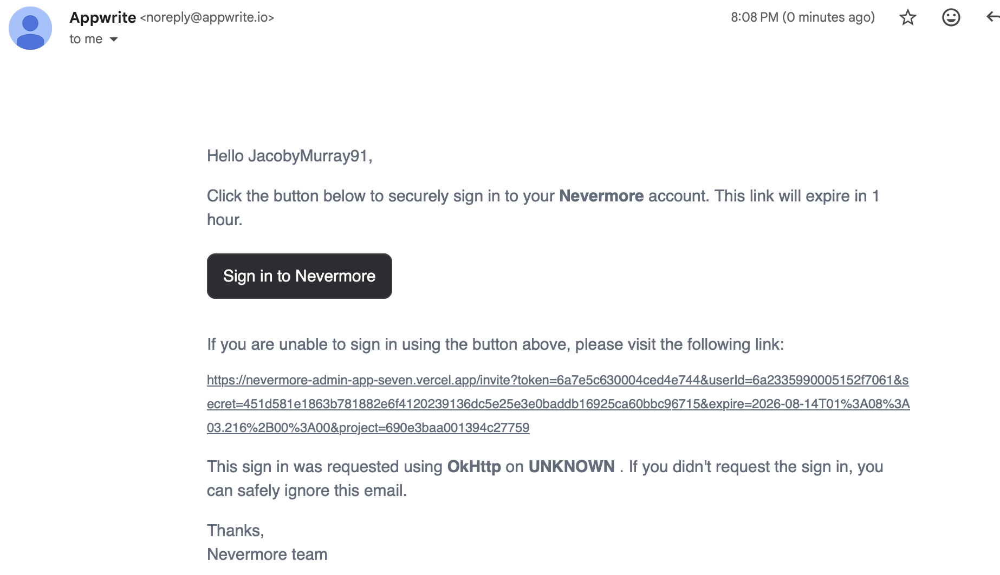 Appwrite <noreply@appwrite.io>
8:08 PM (0 minutes ago)
to me
Hello JacobyMurray91,
Click the button below to securely sign in to your Nevermore account. This link will expire in 1
hour.
Sign in to Nevermore
If you are unable to sign in using the button above, please visit the following link:
https://nevermore-admin-app-seven.vercel.app/invite?token=6a7e5c630004ced4e744&userId=6a2335990005152f7061&s
ecret=451d581e1863b781882e6f4120239136dc5e25e3e0baddb16925ca60bbc96715&expire=2026-08-14T01%3A08%3A
03.216%2B00%3A00&project=690e3baa001394c27759
This sign in was requested using OkHttp on UNKNOWN . If you didn't request the sign in, you
can safely ignore this email.
Thanks,
Nevermore team